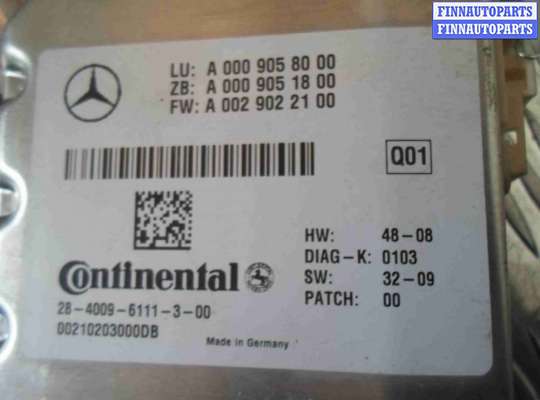 FINNAUTOPARTS
FINNAUTOPARTS
FINNAUTOPARTS
LU: A 000 905 80 00
ZB: A 000 905 18 00
FW: A 002 902 21 00
Q01
HW: 48-08
DIAG-K: 0103
SW: 32-09
PATCH: 00
Continental
28-4009-6111-3-00
00210203000DB
Made in Germany